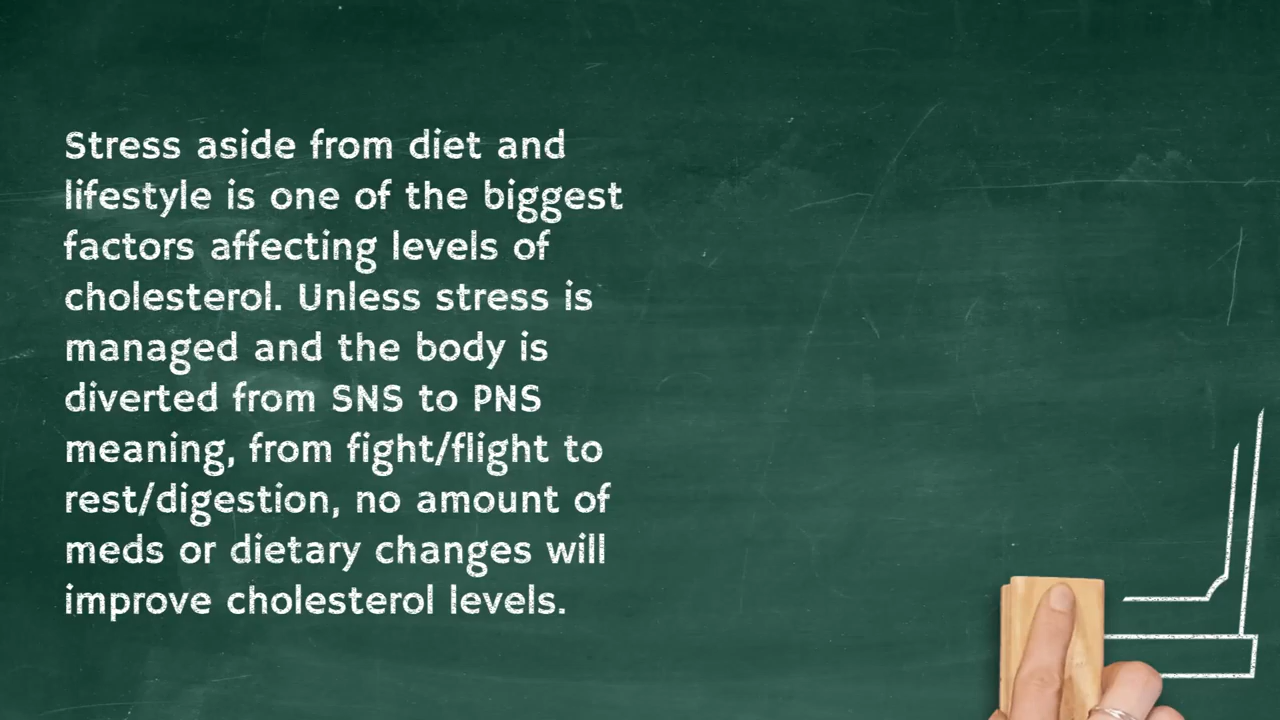 Stress aside from diet and
lifestyle is one of the biggest
factors affecting levels of
cholesterol. Unless stress is
managed and the body is
diverted from SNS to PNS
meaning, from fight/flight to
rest/digestion, no amount of
meds or dietary changes will
improve cholesterol levels.